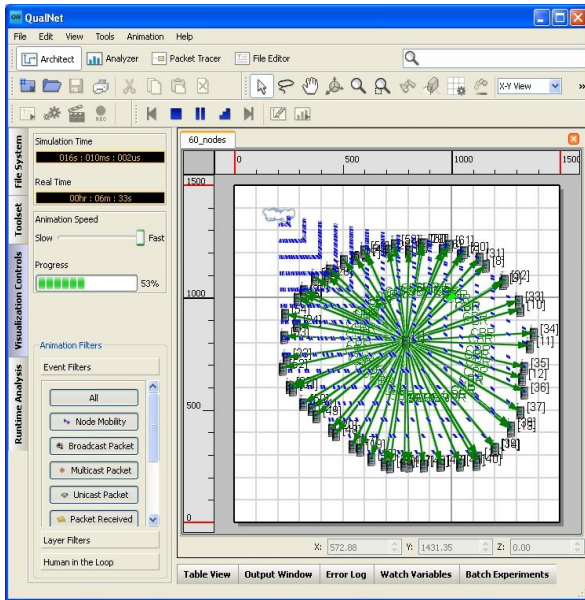 QualNet
File Edit View Tools Animation Help
Architect Analyzer Packet Tracer File Editor
X-Y View
REC
File System
Toolset
Visualization Controls
Runtime Analysis
Simulation Time
016s : 010ms : 002us
Real Time
00hr : 06m : 33s
Animation Speed
Slow Fast
Progress
53%
Animation Filters
Event Filters
All
Node Mobility
Broadcast Packet
Multicast Packet
Unicast Packet
Packet Received
Layer Filters
Human in the Loop
60_nodes
0 500 1000 1500
1500
1000
500
0
[31]
[33]
[10]
[34]
[11]
[35]
[12]
[36]
[37]
CBR
X: 572.88 Y: 1431.35 Z: 0.00
Table View Output Window Error Log Watch Variables Batch Experiments